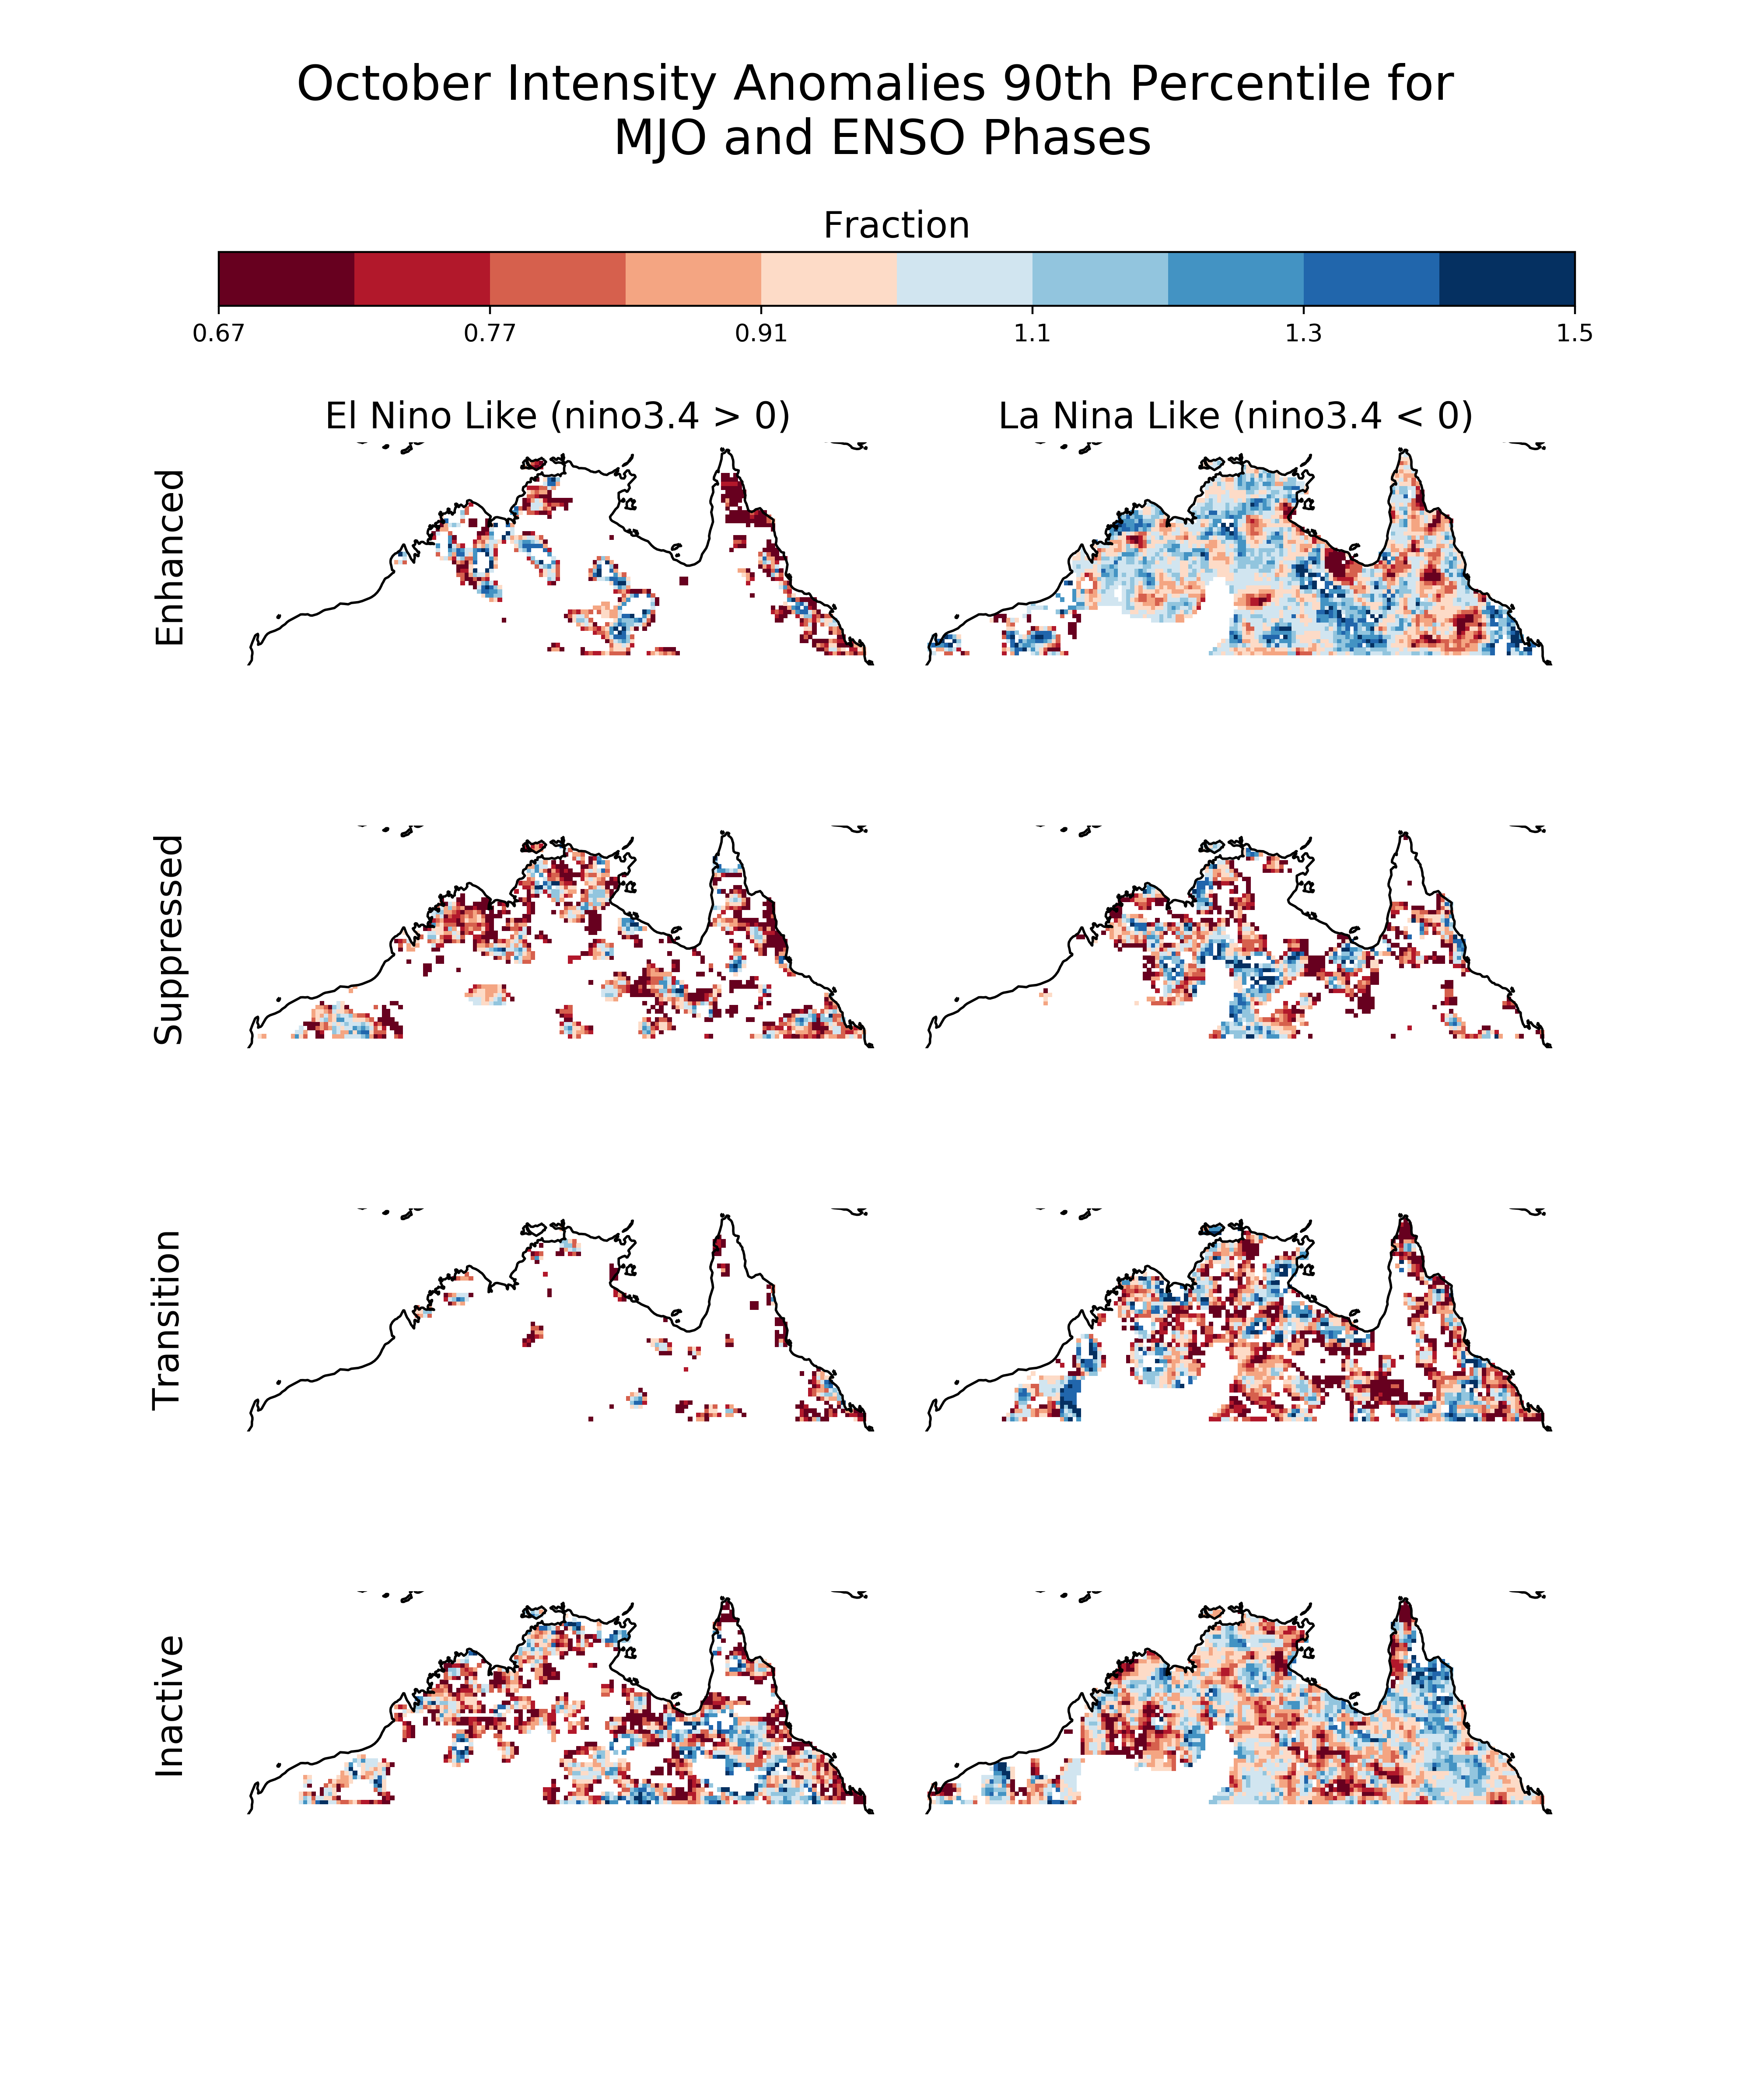 October Intensity Anomalies 90th Percentile for
MJO and ENSO Phases
Fraction
0.67 0.77 0.91 1.1 1.3 1.5
El Nino Like (nino3.4 > 0) La Nina Like (nino3.4 < 0)
Enhanced
Suppressed
Transition
Inactive